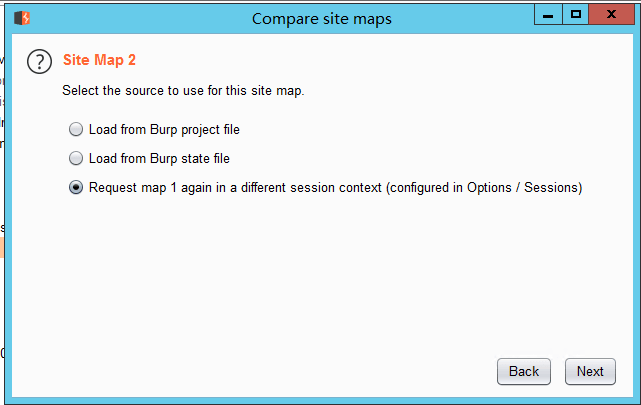 Compare site maps
Site Map 2
Select the source to use for this site map.
Load from Burp project file
Load from Burp state file
Request map 1 again in a different session context (configured in Options / Sessions)
Back
Next